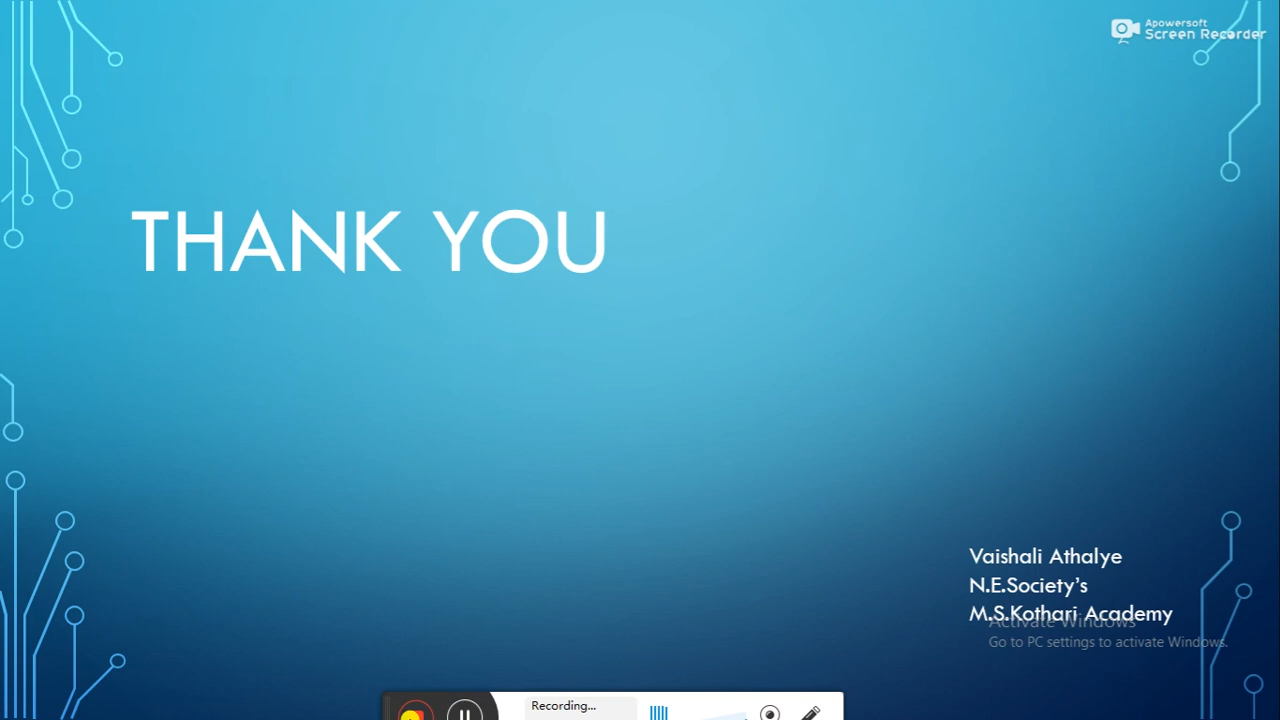 Apowersoft
Screen Recorder
THANK YOU
Vaishali Athalye
N.E.Society’s
M.S.Kothari Academy
Activate Windows
Go to PC settings to activate Windows.
Recording...